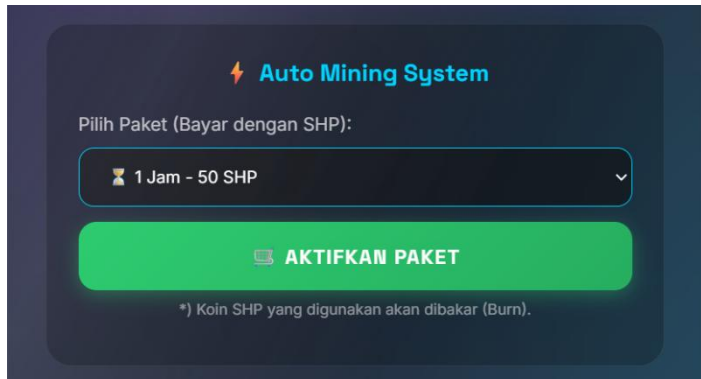 ⚡ Auto Mining System
Pilih Paket (Bayar dengan SHP):
⏳ 1 Jam - 50 SHP
💻 AKTIFKAN PAKET
*) Koin SHP yang digunakan akan dibakar (Burn).